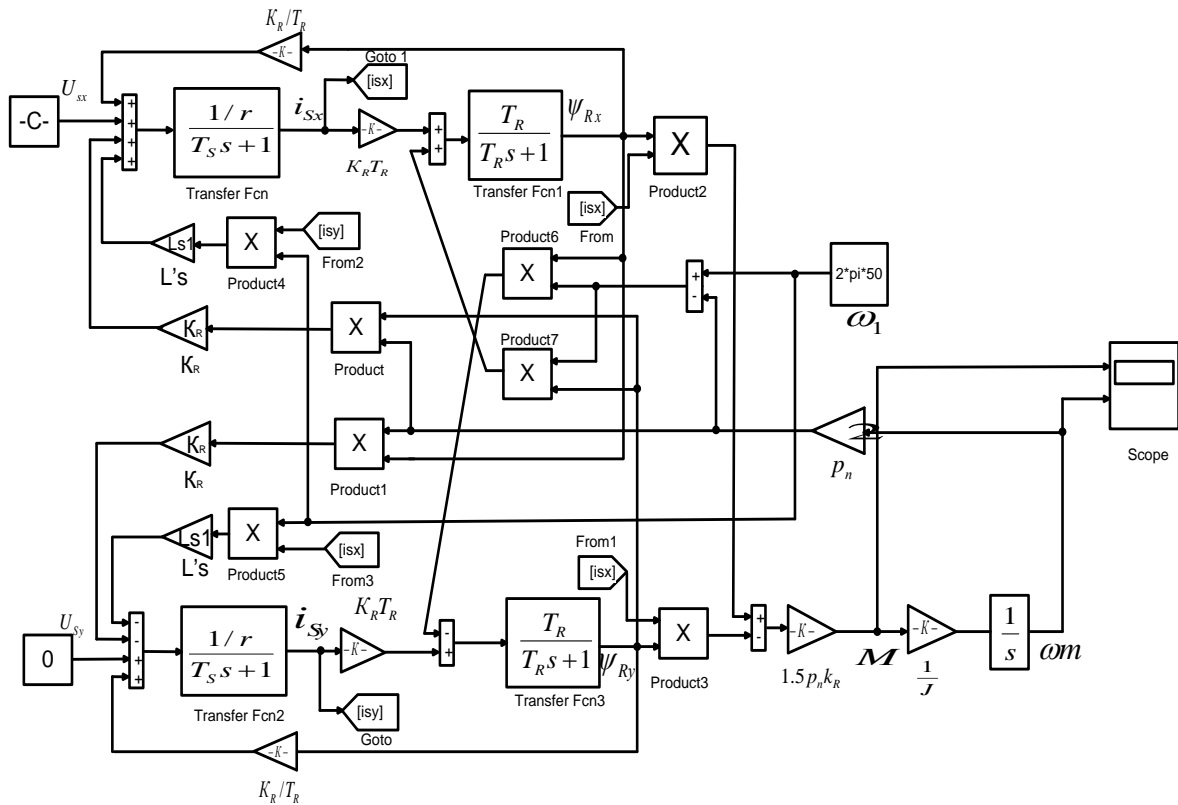 K_R/T_R
-K-
Goto 1
[isx]
U_sx
-C-
+
+
+
+
1/r
T_S s+1
Transfer Fcn
i_Sx
-K-
K_R T_R
+
+
T_R
T_R s+1
Transfer Fcn1
ψ_Rx
X
Product2
[isx]
From
[isy]
From2
Ls1
L's
X
Product4
Product6
X
+
-
2*pi*50
ω_1
K_R
K_R
X
Product
Product7
X
Scope
K_R
K_R
X
Product1
2
p_n
Ls1
L's
X
Product5
[isx]
From3
From1
[isx]
U_Sy
0
-
-
+
+
1/r
T_S s+1
Transfer Fcn2
i_Sy
K_R T_R
-K-
-
+
T_R
T_R s+1
Transfer Fcn3
ψ_Ry
X
Product3
+
-
-K-
1.5 p_n k_R
M
-K-
1
J
1
s
ωm
[isy]
Goto
-K-
K_R/T_R